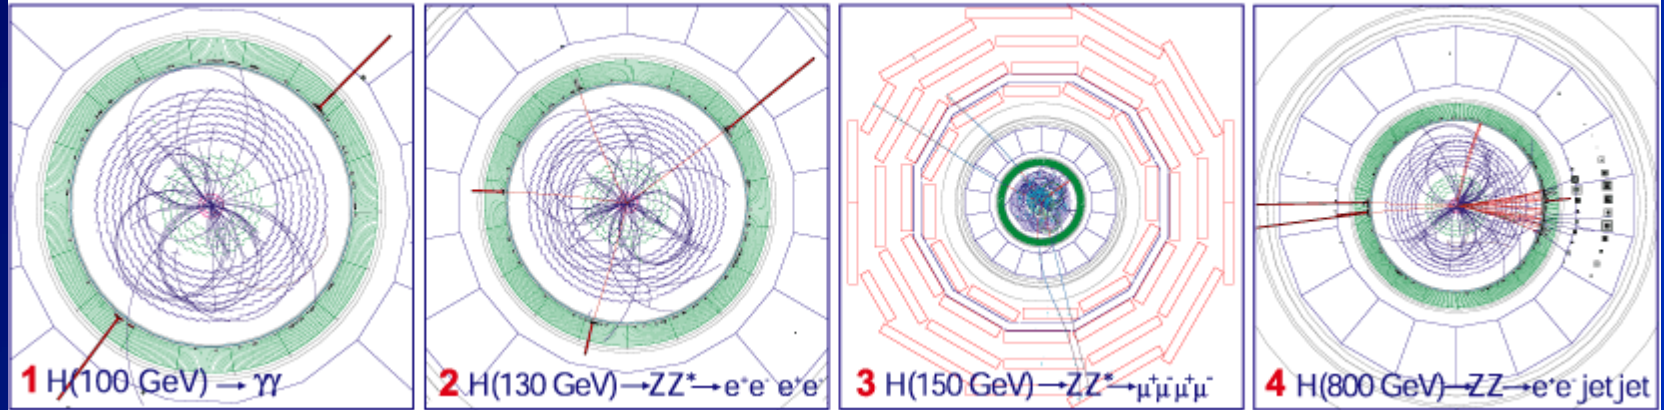 1 H(100 GeV) → γγ
2 H(130 GeV)→ZZ*→e⁺e⁻e⁺e⁻
3 H(150 GeV)→ZZ*→μ⁺μ⁻μ⁺μ⁻
4 H(800 GeV)→ZZ→e⁺e⁻ jet jet